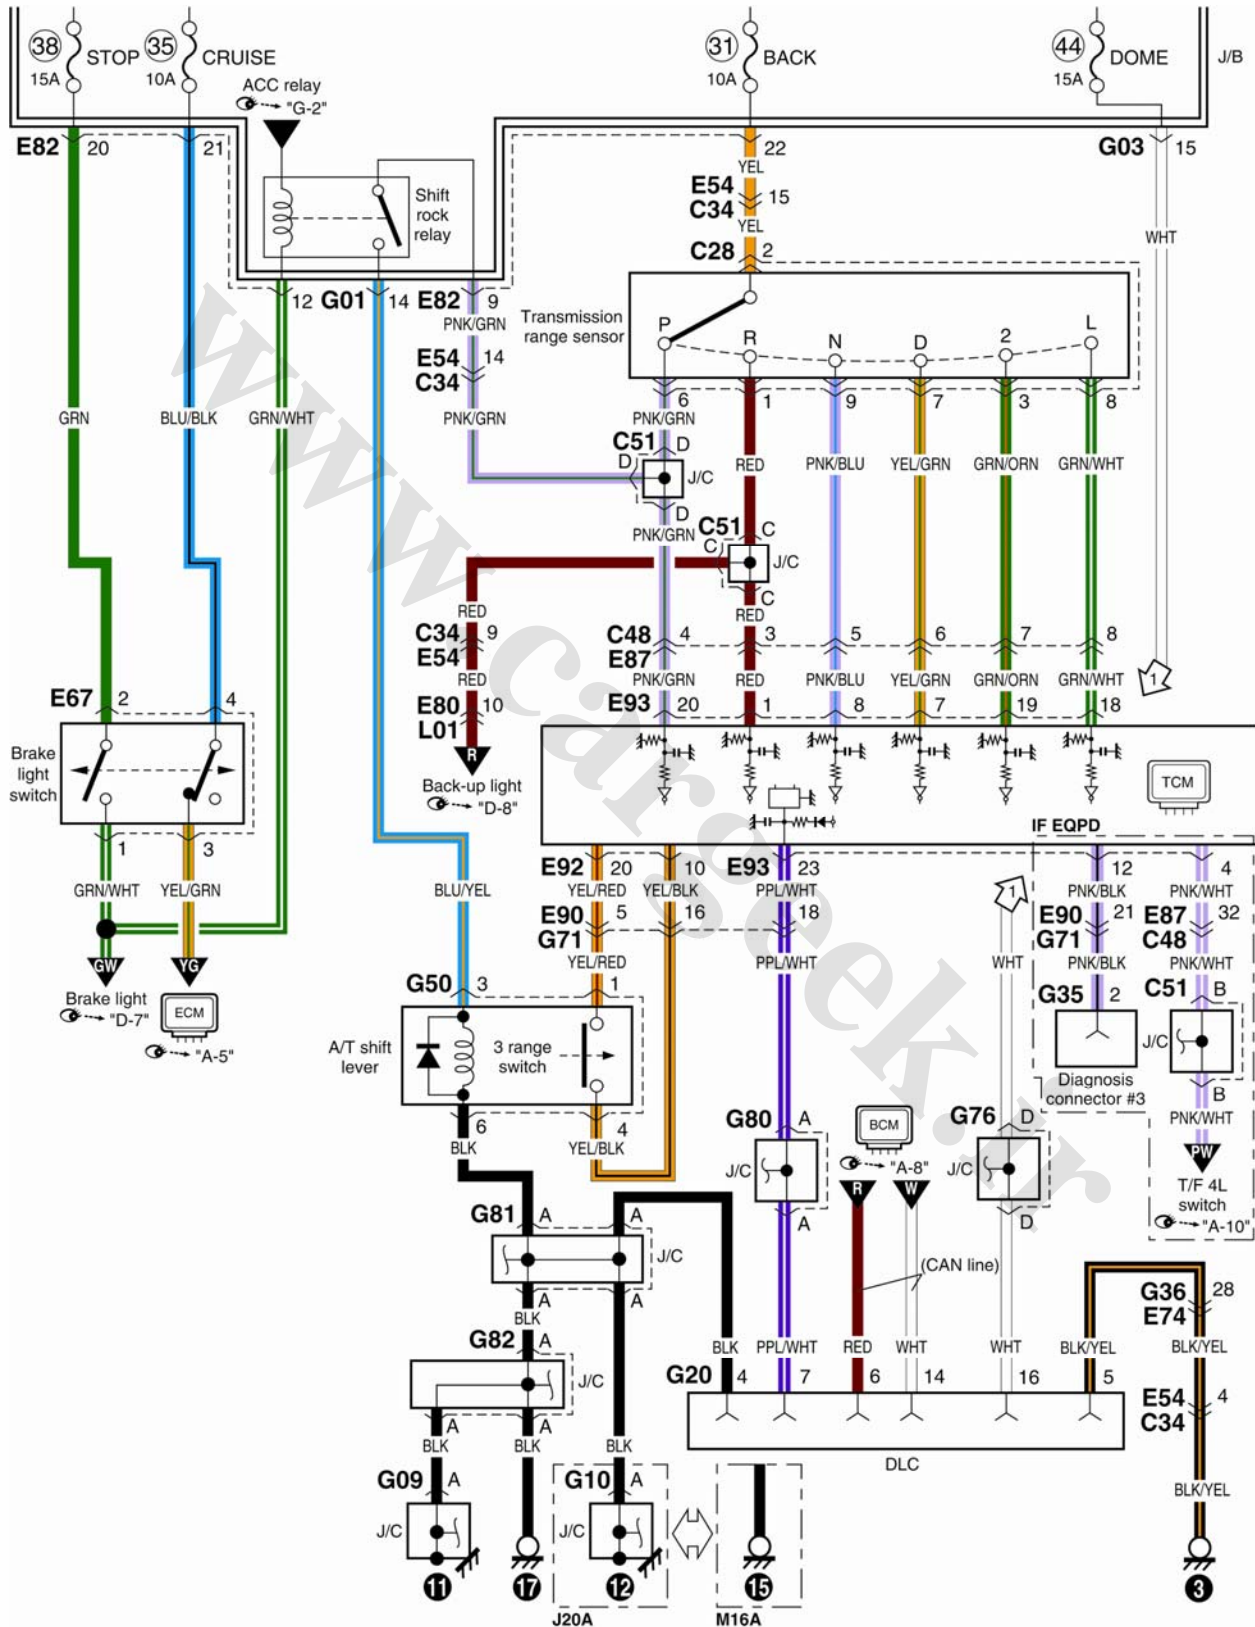 38 STOP 35 CRUISE 31 BACK 44 DOME J/B
15A 10A 10A 15A
ACC relay
"G-2"
E82 20 21 22 G03 15
YEL
E54 15
C34
YEL
Shift
rock
relay
WHT
C28 2
12 G01 14 E82 9
PNK/GRN
Transmission
range sensor
P R N D 2 L
E54 14
C34
6 1 9 7 3 8
GRN BLU/BLK GRN/WHT PNK/GRN PNK/GRN
C51 D
D J/C
RED PNK/BLU YEL/GRN GRN/ORN GRN/WHT
D
PNK/GRN C51 C
C J/C
C
RED RED
C34 9 C48 4 3 5 6 7 8
E54 E87
RED PNK/GRN RED PNK/BLU YEL/GRN GRN/ORN GRN/WHT 1
E67 2 4 E80 10 E93 20 1 8 7 19 18
L01
R
Brake
light
switch
Back-up light
"D-8"
TCM
IF EQPD
1 3 E92 20 10 E93 23 12 4
GRN/WHT YEL/GRN BLU/YEL YEL/RED YEL/BLK PPL/WHT 1 PNK/BLK PNK/WHT
E90 5 16 18 E90 21 E87 32
G71 G71 C48
GW YG YEL/RED PPL/WHT WHT PNK/BLK PNK/WHT
Brake light
"D-7"
ECM
"A-5"
G50 3 1 G35 2 C51 B
A/T shift
lever
3 range
switch
J/C
Diagnosis
connector #3
B
6 4 G80 A BCM G76 D
BLK YEL/BLK PNK/WHT
J/C "A-8" J/C PW
R W
T/F 4L
switch
"A-10"
A D
G81 A A
J/C
(CAN line)
A A
BLK
G36 28
E74
G82 A BLK PPL/WHT RED WHT WHT BLK/YEL BLK/YEL
J/C
G20 4 7 6 14 16 5
E54 4
C34
A A
BLK BLK BLK
DLC
G09 A G10 A
BLK/YEL
J/C J/C
11 17 12 15 3
J20A M16A
www.cargeek.ir